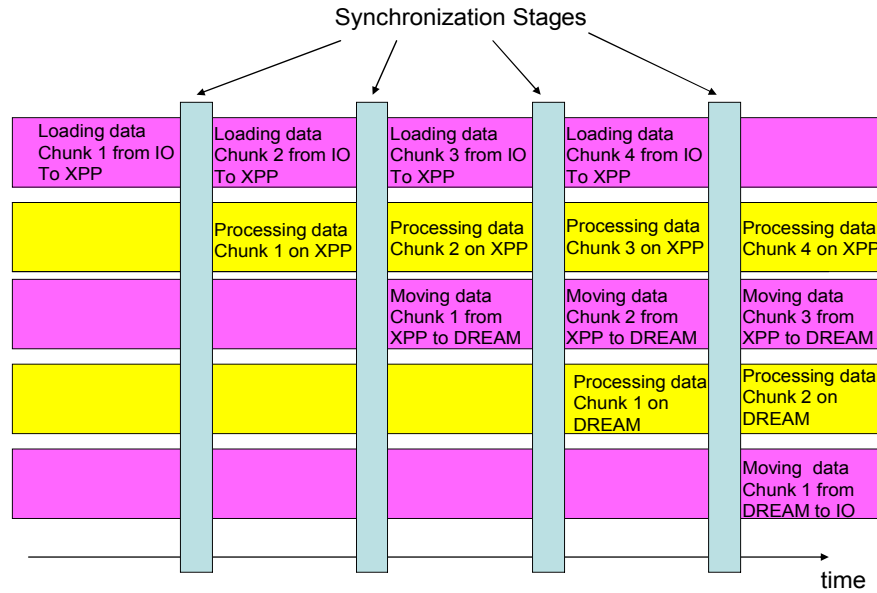 Synchronization Stages
Loading data
Chunk 1 from IO
To XPP
Loading data
Chunk 2 from IO
To XPP
Loading data
Chunk 3 from IO
To XPP
Loading data
Chunk 4 from IO
To XPP
Processing data
Chunk 1 on XPP
Processing data
Chunk 2 on XPP
Processing data
Chunk 3 on XPP
Processing data
Chunk 4 on XPP
Moving data
Chunk 1 from
XPP to DREAM
Moving data
Chunk 2 from
XPP to DREAM
Moving data
Chunk 3 from
XPP to DREAM
Processing data
Chunk 1 on
DREAM
Processing data
Chunk 2 on
DREAM
Moving data
Chunk 1 from
DREAM to IO
time